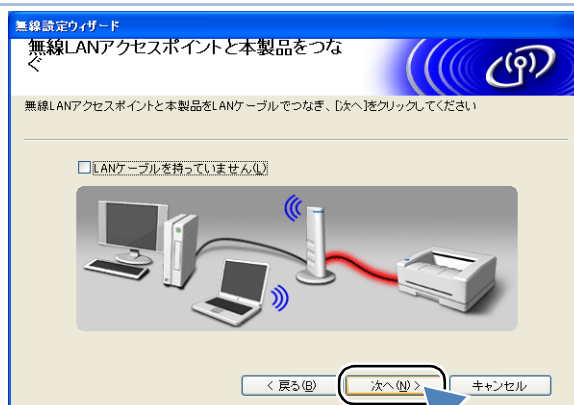 無線設定ウィザード
無線LANアクセスポイントと本製品をつな
ぐ
無線LANアクセスポイントと本製品をLANケーブルでつなぎ、[次へ]をクリックしてください
LANケーブルを持っていません(L)
< 戻る(B)
次へ(N) >
キャンセル